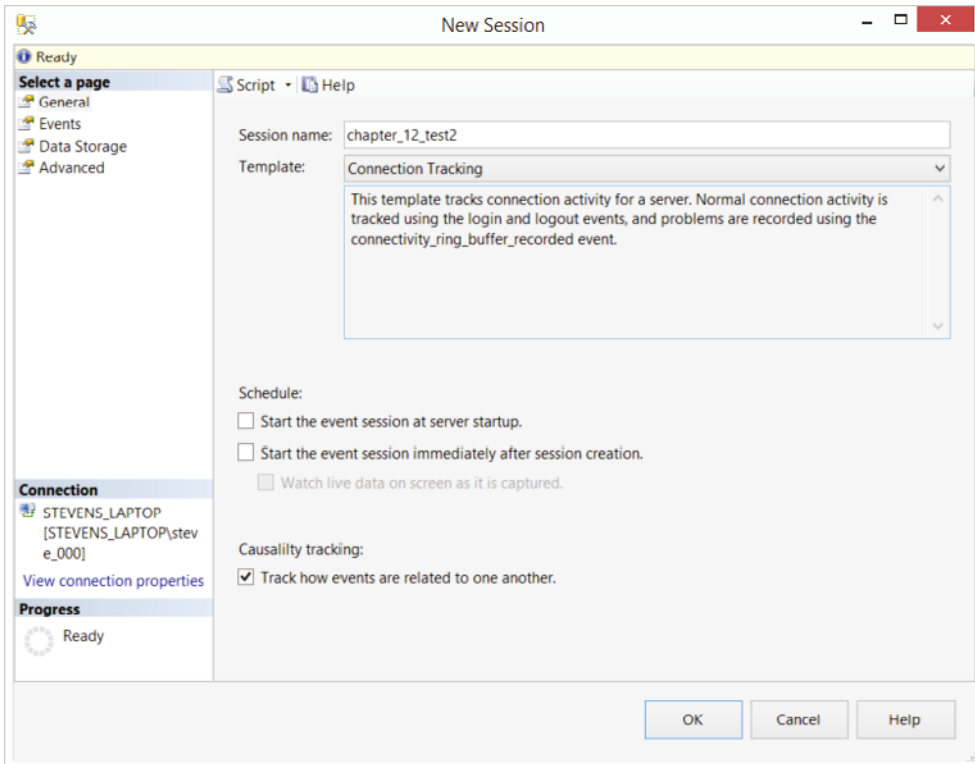 New Session
Ready
Select a page
General
Events
Data Storage
Advanced
Script
Help
Session name:
chapter_12_test2
Template:
Connection Tracking
This template tracks connection activity for a server. Normal connection activity is
tracked using the login and logout events, and problems are recorded using the
connectivity_ring_buffer_recorded event.
Schedule:
Start the event session at server startup.
Start the event session immediately after session creation.
Watch live data on screen as it is captured.
Causalilty tracking:
Track how events are related to one another.
Connection
STEVENS_LAPTOP
[STEVENS_LAPTOP\stev
e_000]
View connection properties
Progress
Ready
OK
Cancel
Help